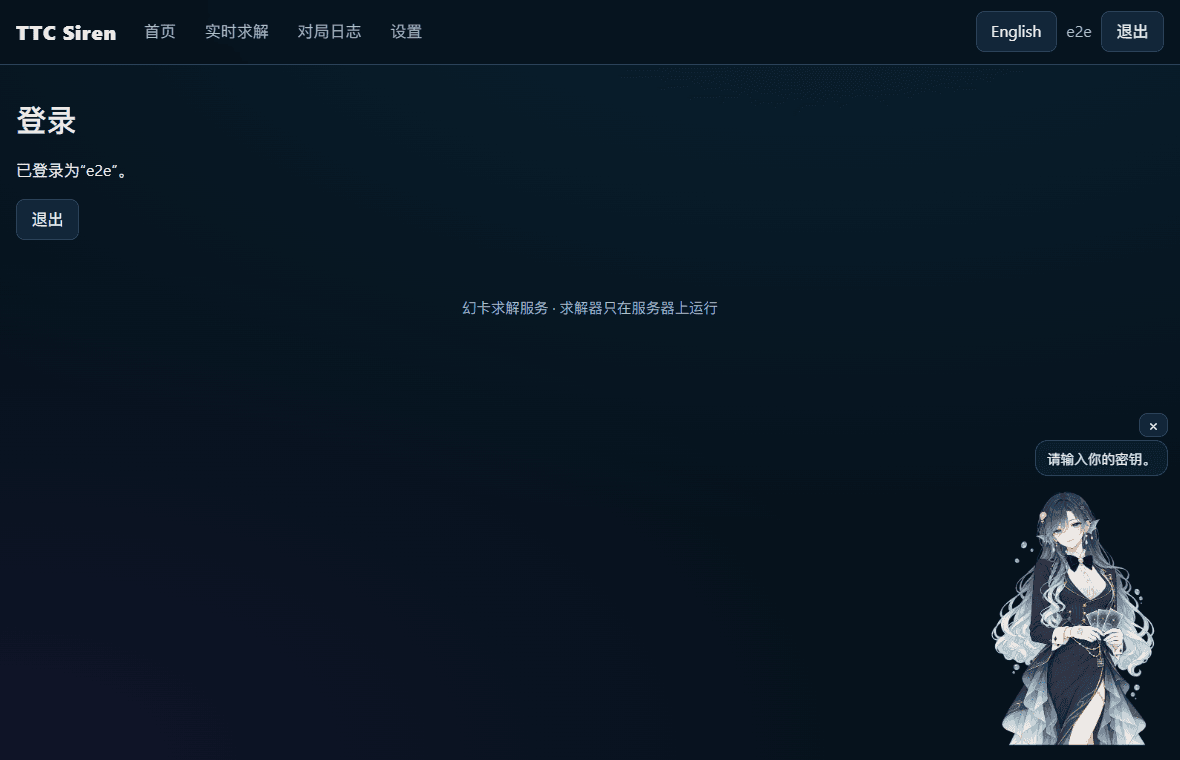 TTC Siren 首页 实时求解 对局日志 设置 English e2e 退出
登录
已登录为“e2e”。
退出
幻卡求解服务 · 求解器只在服务器上运行
×
请输入你的密钥。